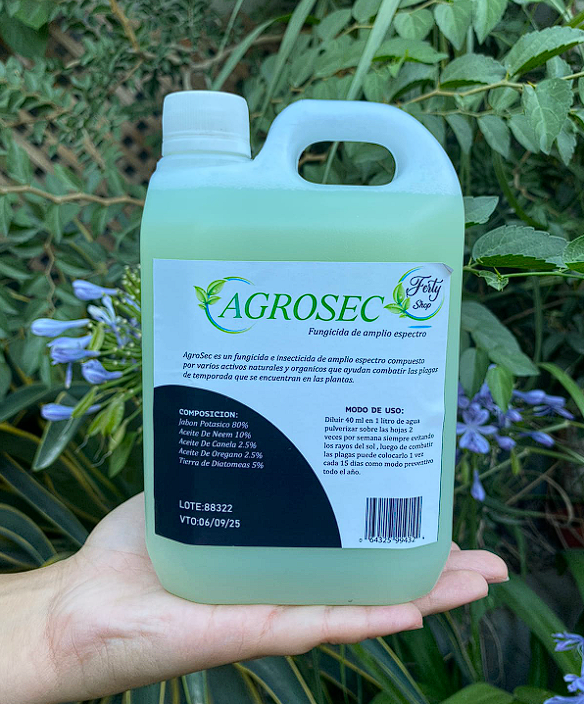 AGROSEC
Forty
Shop
Fungicida de amplio espectro
AgroSec es un fungicida e insecticida de amplio espectro compuesto
por varios activos naturales y organicos que ayudan combatir las plagas
de temporada que se encuentran en las plantas.
COMPOSICION:
Jabon Potasico 80%
Aceite De Neem 10%
Aceite De Canela 2.5%
Aceite De Oregano 2.5%
Tierra de Diatomeas 5%
LOTE:88322
VTO:06/09/25
MODO DE USO:
Diluir 40 ml en 1 litro de agua
pulverizar sobre las hojas 2
veces por semana siempre evitando
los rayos del sol , luego de combatir
las plagas puede colocarlo 1 vez
cada 15 dias como modo preventivo
todo el año.